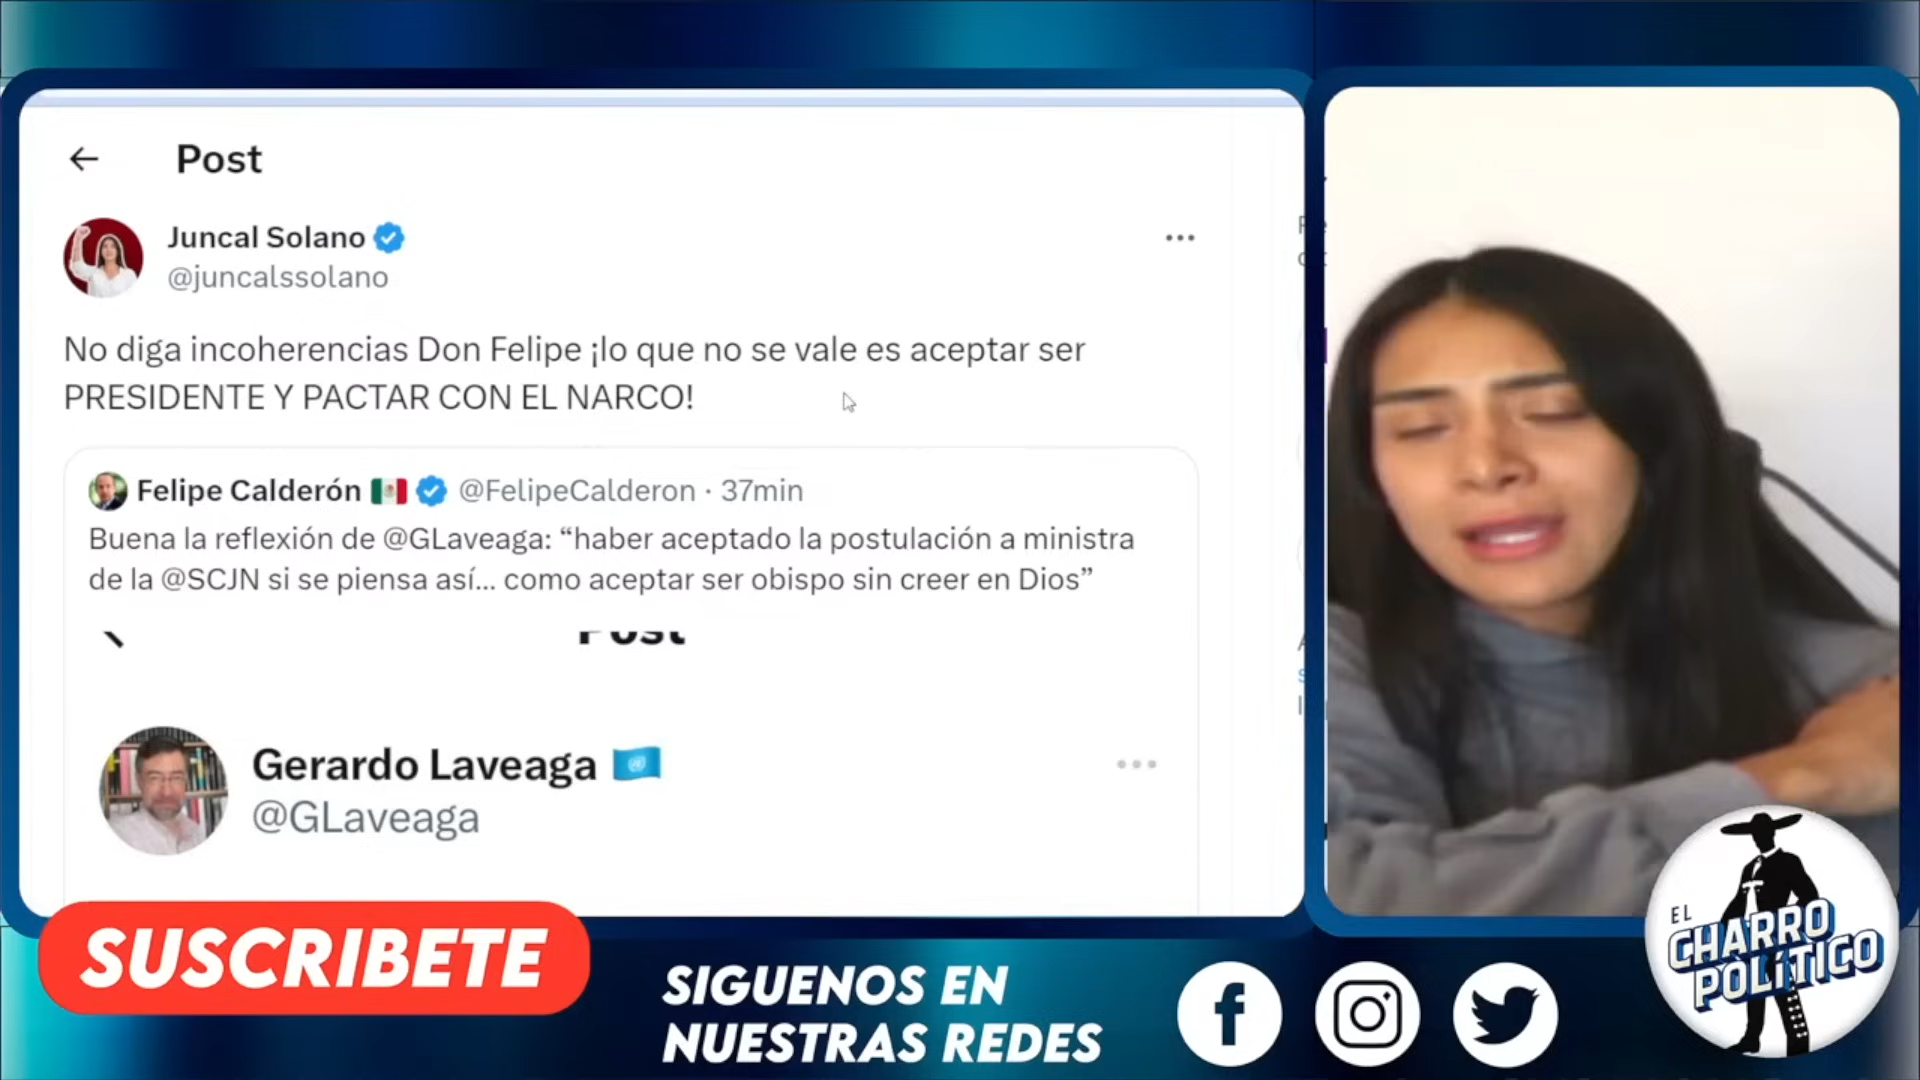 Post
Juncal Solano
@juncalssolano
No diga incoherencias Don Felipe ¡lo que no se vale es aceptar ser
PRESIDENTE Y PACTAR CON EL NARCO!
Felipe Calderón @FelipeCalderon · 37min
Buena la reflexión de @GLaveaga: “haber aceptado la postulación a ministra
de la @SCJN si se piensa así... como aceptar ser obispo sin creer en Dios”
Post
Gerardo Laveaga
@GLaveaga
SUSCRIBETE
SIGUENOS EN
NUESTRAS REDES
EL
CHARRO
POLÍTICO